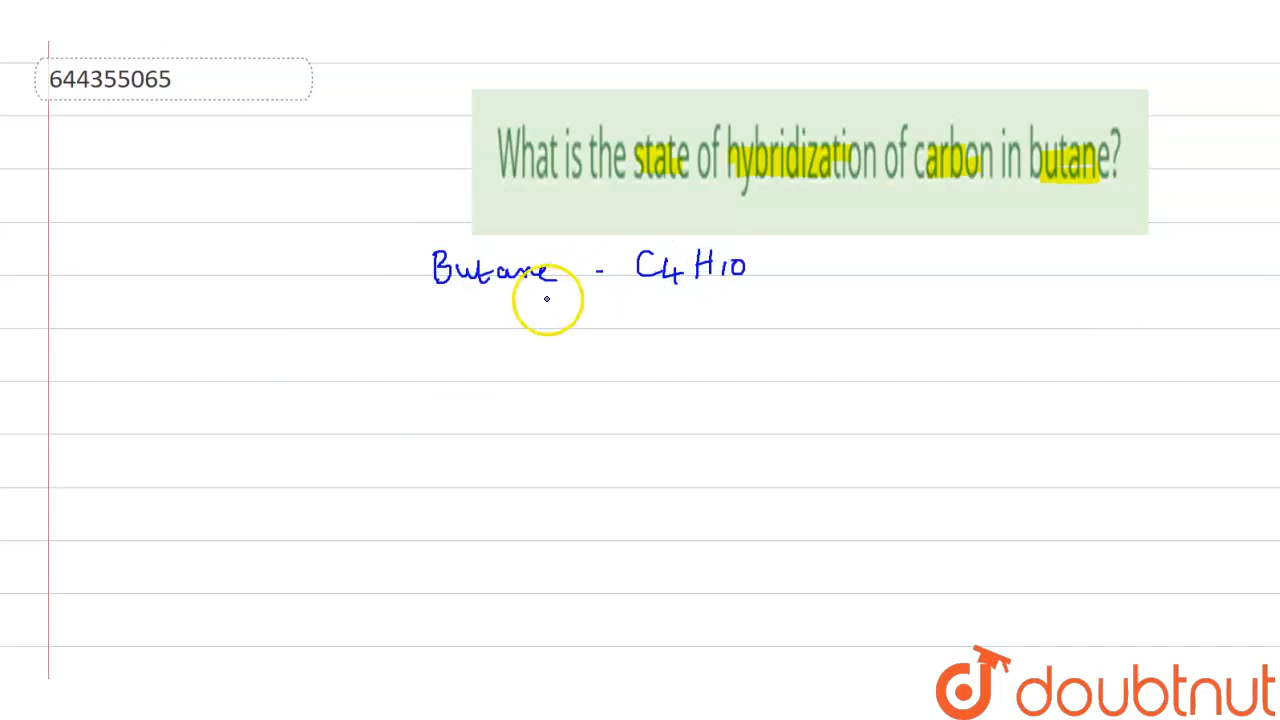 644355065
What is the state of hybridization of carbon in butane?
Butane - C4H10
doubtnut